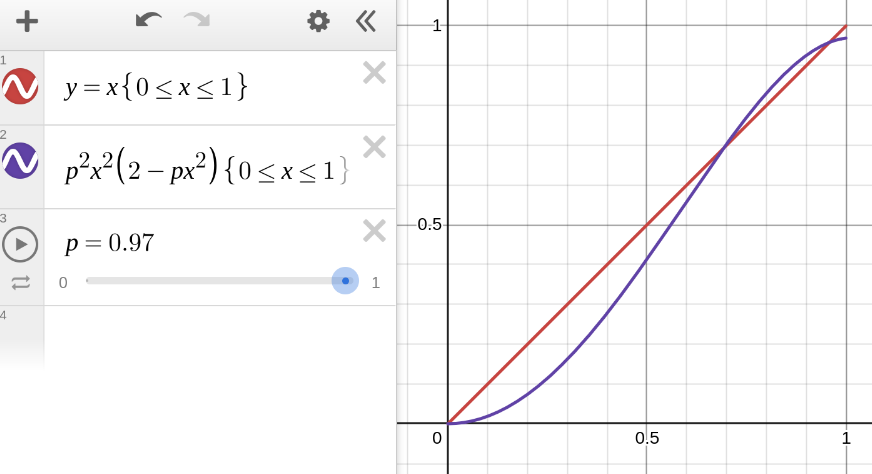 1
y = x{0 ≤ x ≤ 1}
2
p²x²(2 − px²){0 ≤ x ≤ 1}
3
p = 0.97
0 1
4
1
0.5
0 0.5 1